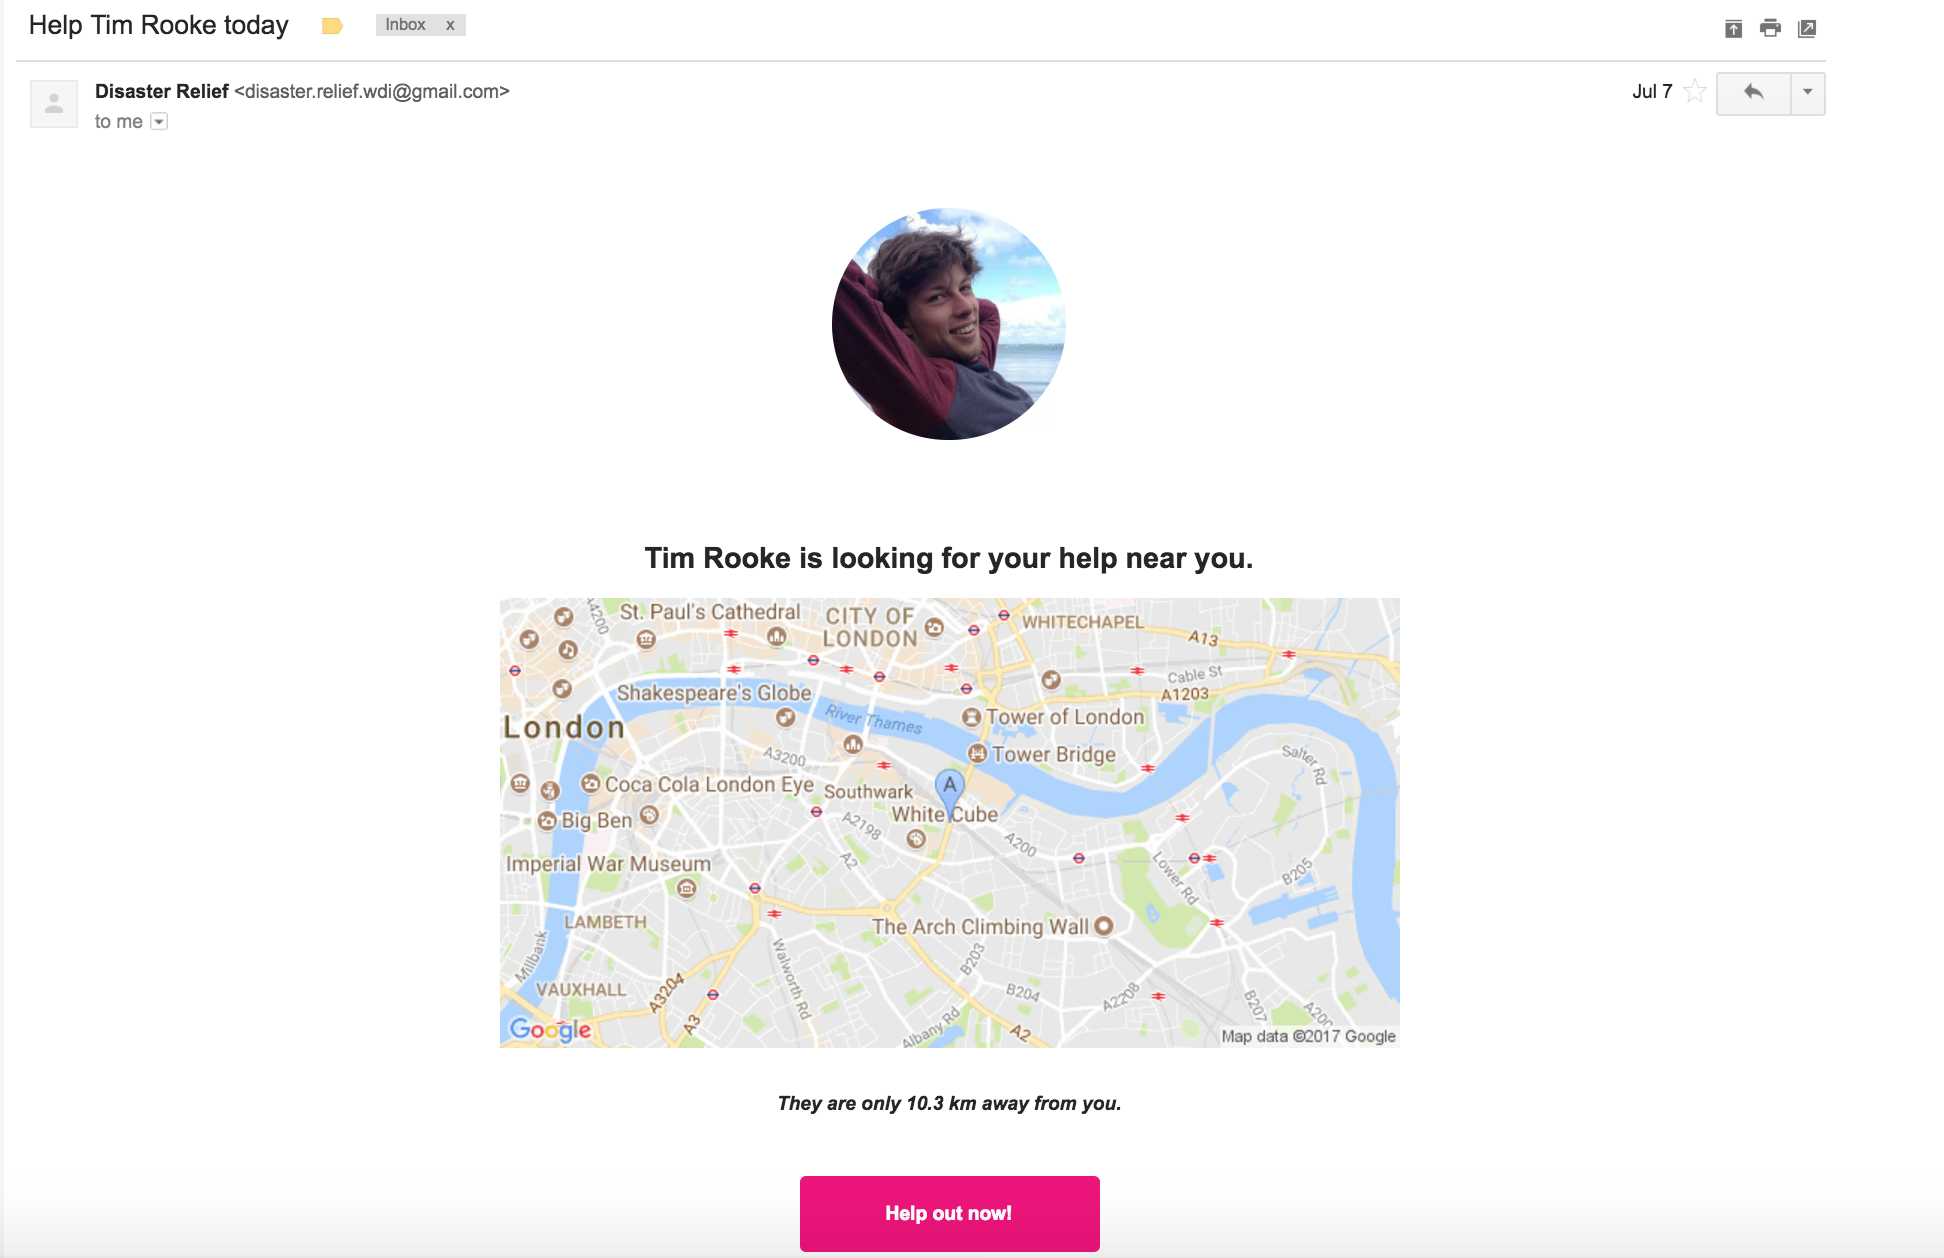 Help Tim Rooke today
Inbox x
Disaster Relief <disaster.relief.wdi@gmail.com>
Jul 7
to me
Tim Rooke is looking for your help near you.
A4200
St. Paul's Cathedral
CITY OF
LONDON
WHITECHAPEL
A13
Cable St
A1203
Shakespeare's Globe
River Thames
Tower of London
London
A3200
Tower Bridge
Salter Rd
Coca Cola London Eye
Southwark
A
White Cube
Big Ben
A2198
A200
A2
Imperial War Museum
Lower Rd
B205
LAMBETH
The Arch Climbing Wall
Millbank
Walworth Rd
B203
VAUXHALL
A3204
B204
A2208
B207
A200
A3
Albany Rd
A2
Google
Map data ©2017 Google
They are only 10.3 km away from you.
Help out now!